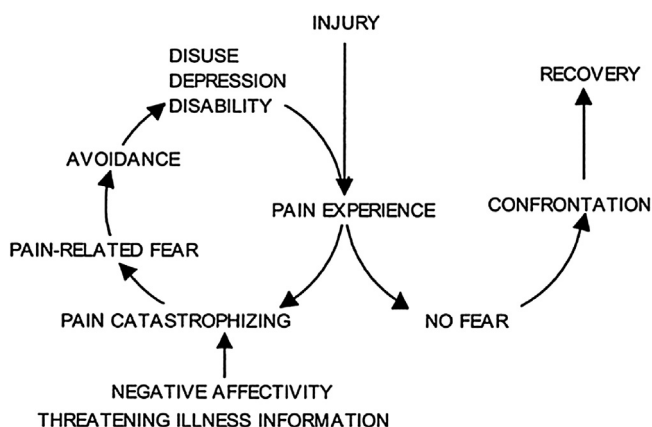 INJURY
DISUSE
DEPRESSION
DISABILITY
RECOVERY
AVOIDANCE
PAIN EXPERIENCE
CONFRONTATION
PAIN-RELATED FEAR
PAIN CATASTROPHIZING
NO FEAR
NEGATIVE AFFECTIVITY
THREATENING ILLNESS INFORMATION